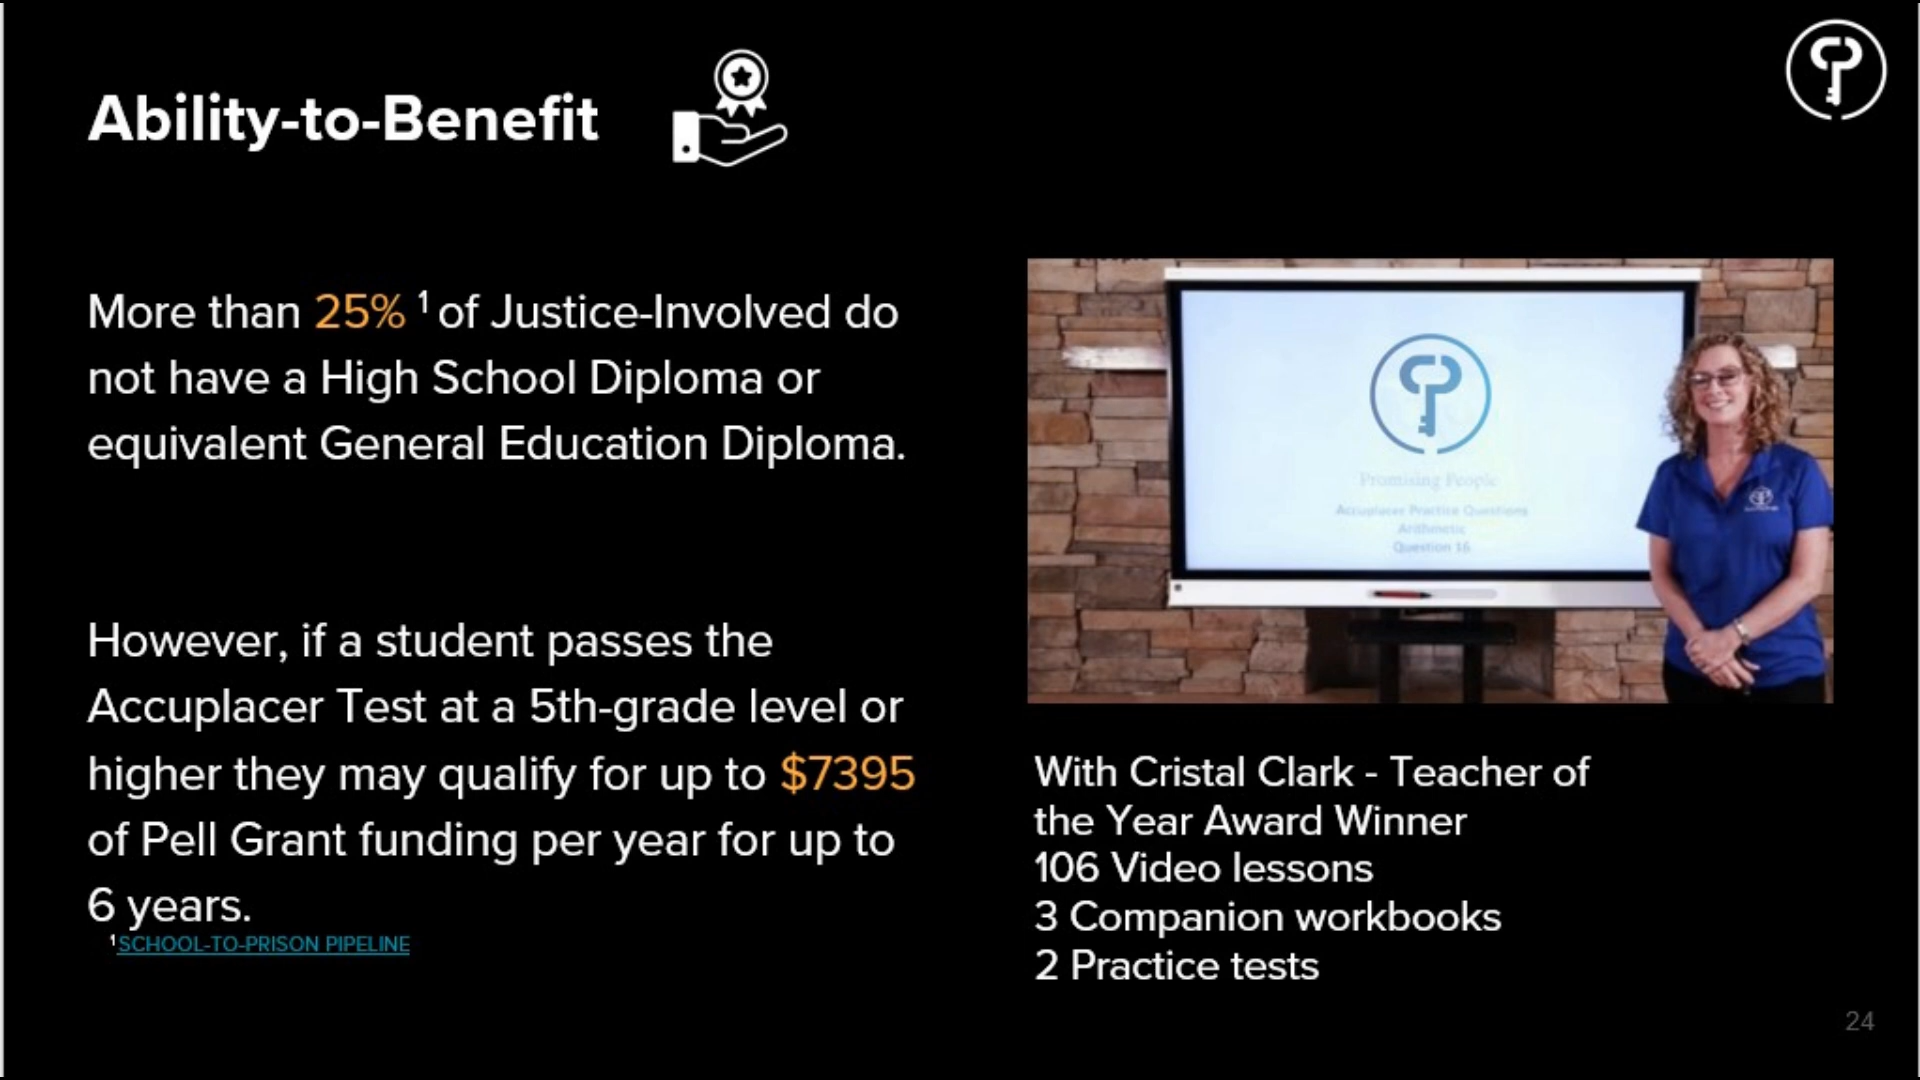 Ability-to-Benefit
More than 25% ¹ of Justice-Involved do
not have a High School Diploma or
equivalent General Education Diploma.
However, if a student passes the
Accuplacer Test at a 5th-grade level or
higher they may qualify for up to $7395
of Pell Grant funding per year for up to
6 years.
¹ SCHOOL-TO-PRISON PIPELINE
Promising People
Accuplacer Practice Questions
Arithmetic
Question 16
With Cristal Clark - Teacher of
the Year Award Winner
106 Video lessons
3 Companion workbooks
2 Practice tests
24